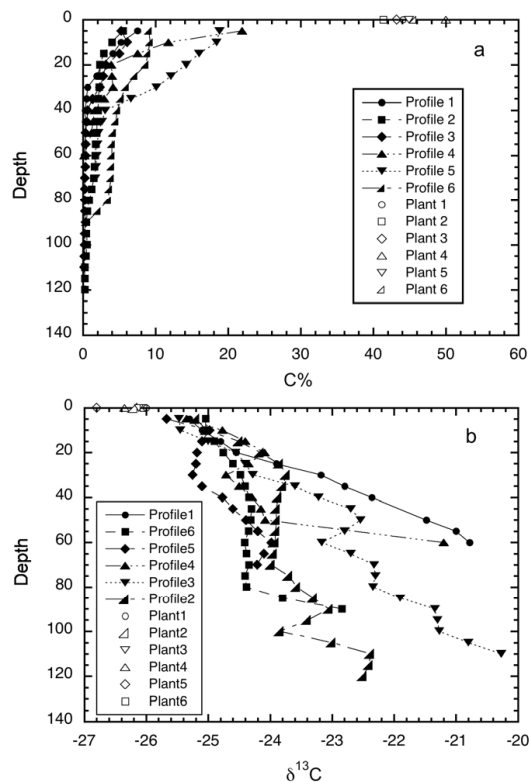 a
Depth
0
20
40
60
80
100
120
140
Profile 1
Profile 2
Profile 3
Profile 4
Profile 5
Profile 6
Plant 1
Plant 2
Plant 3
Plant 4
Plant 5
Plant 6
0 10 20 30 40 50 60
C%
b
Depth
0
20
40
60
80
100
120
140
Profile1
Profile6
Profile5
Profile4
Profile3
Profile2
Plant1
Plant2
Plant3
Plant4
Plant5
Plant6
-27 -26 -25 -24 -23 -22 -21 -20
δ¹³C